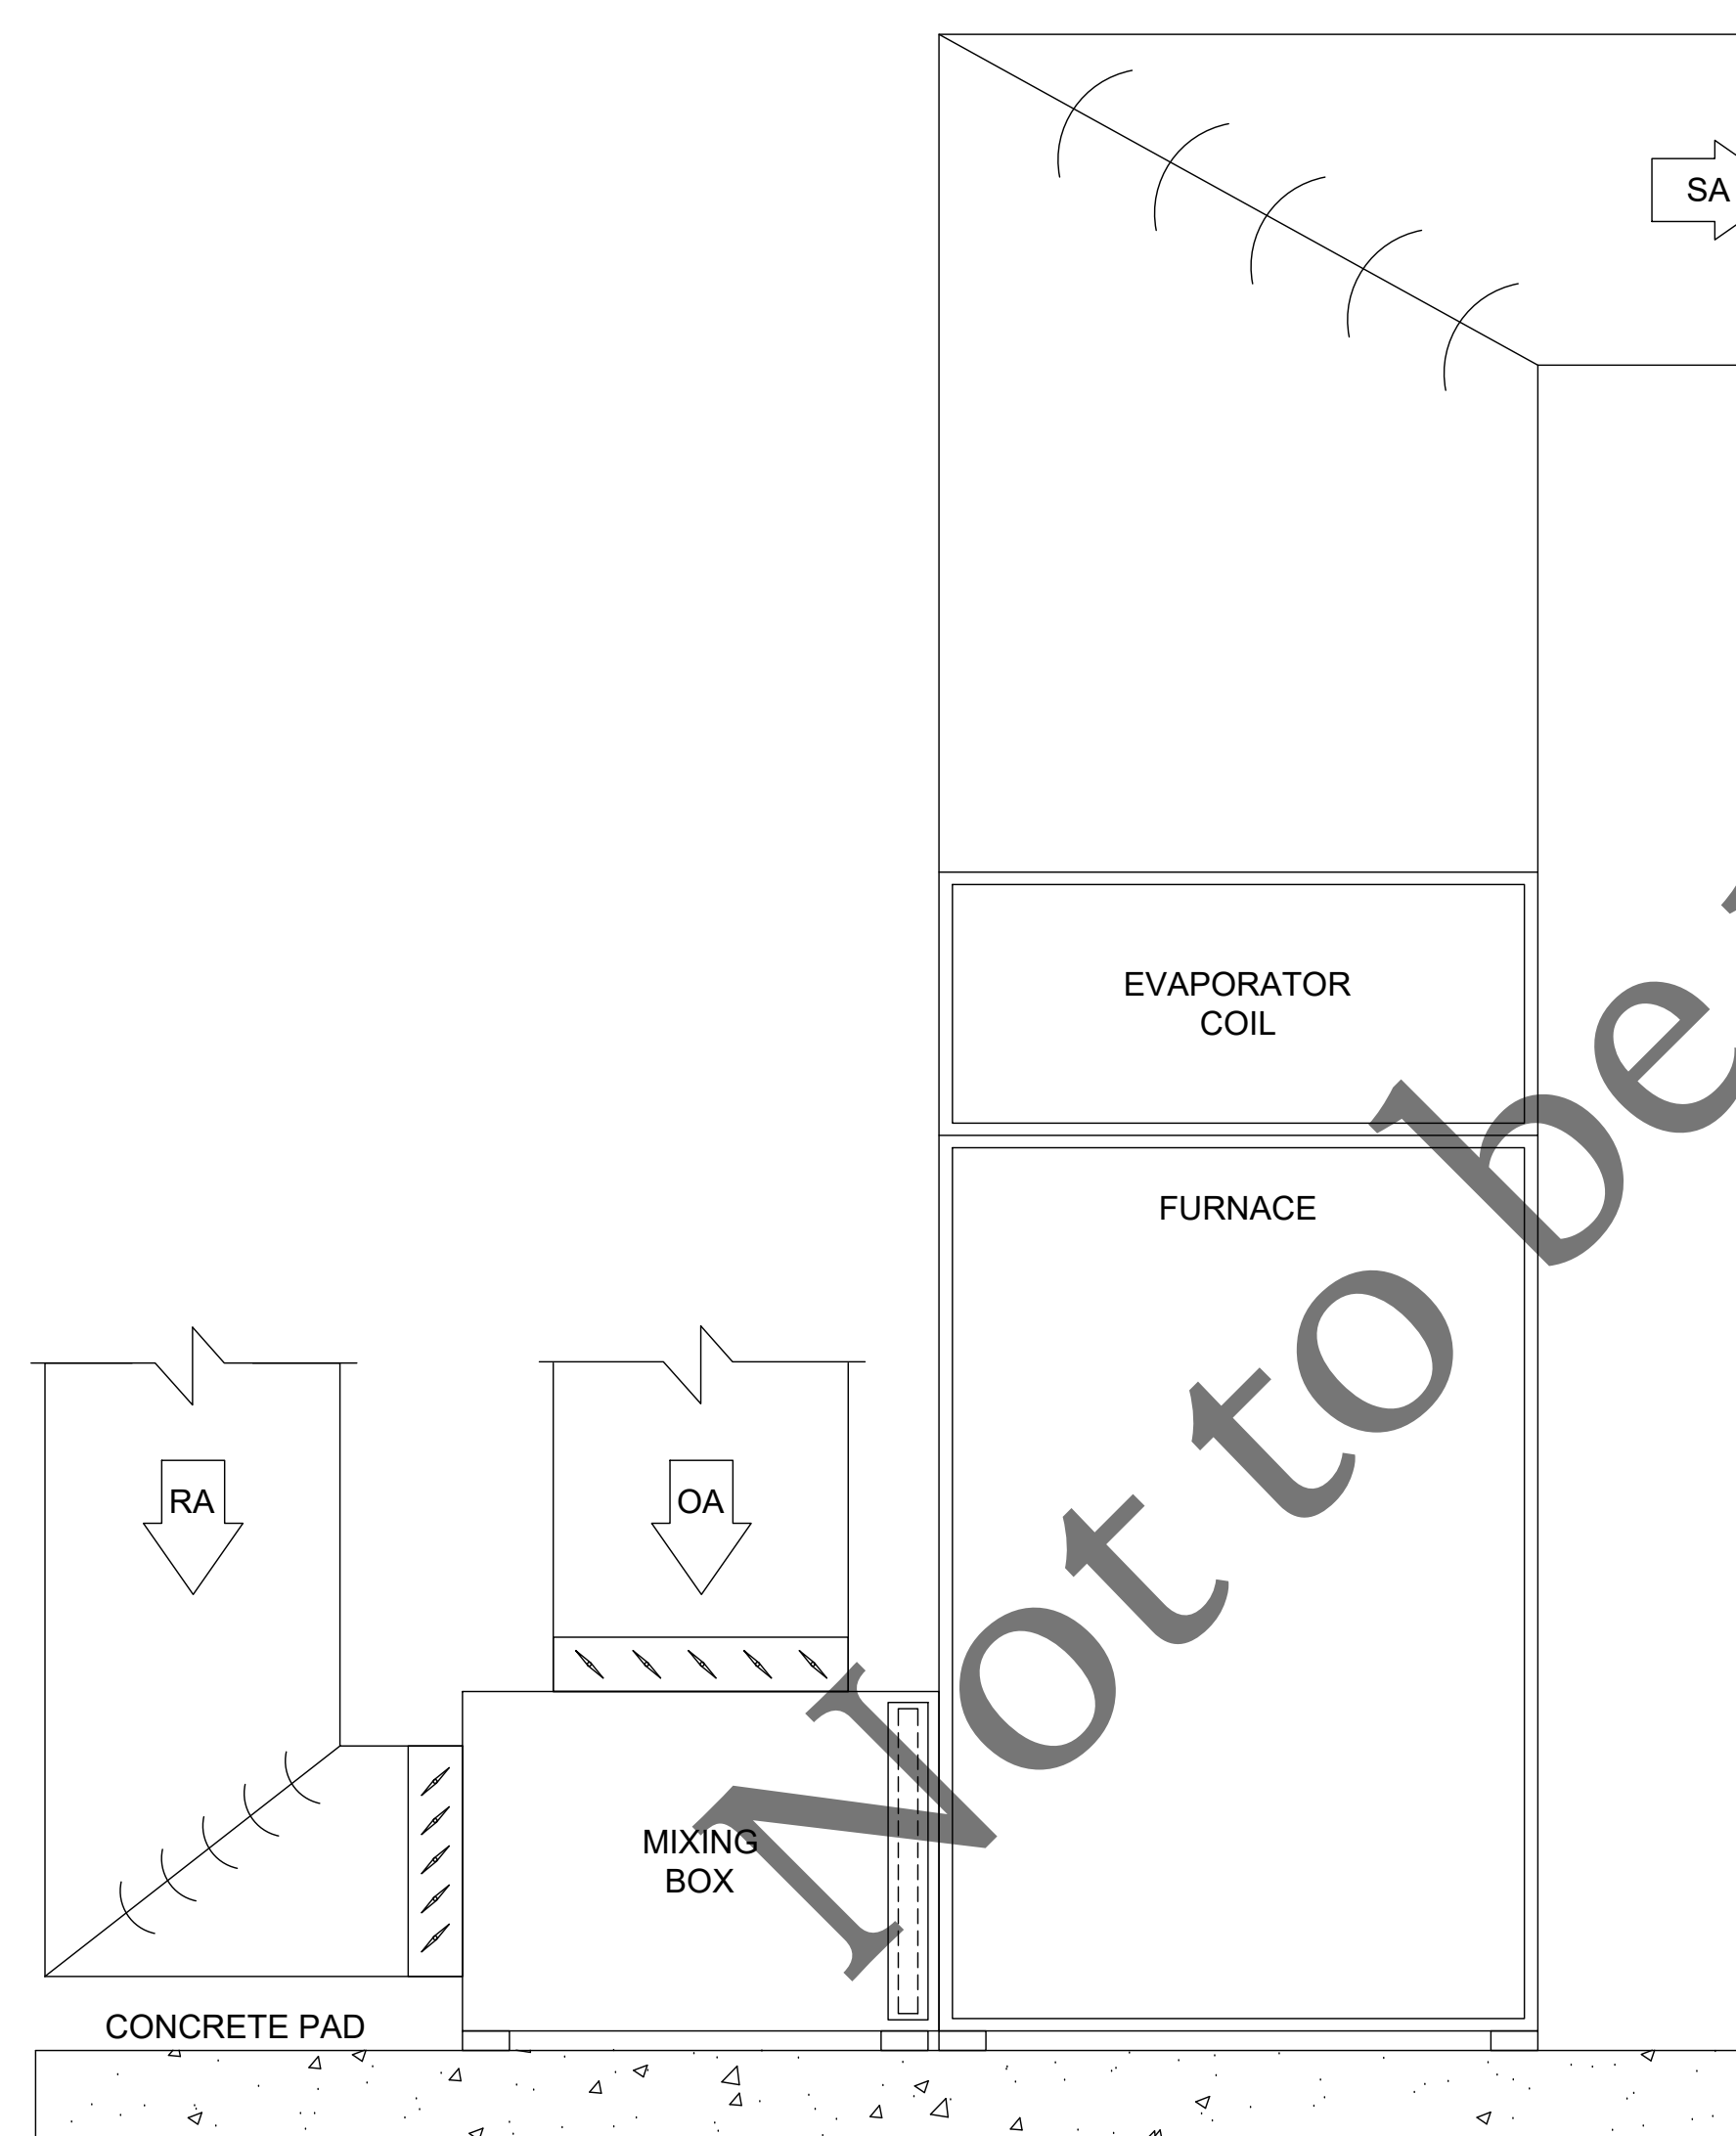 SA
EVAPORATOR
COIL
FURNACE
RA
OA
MIXING
BOX
CONCRETE PAD
Not to be